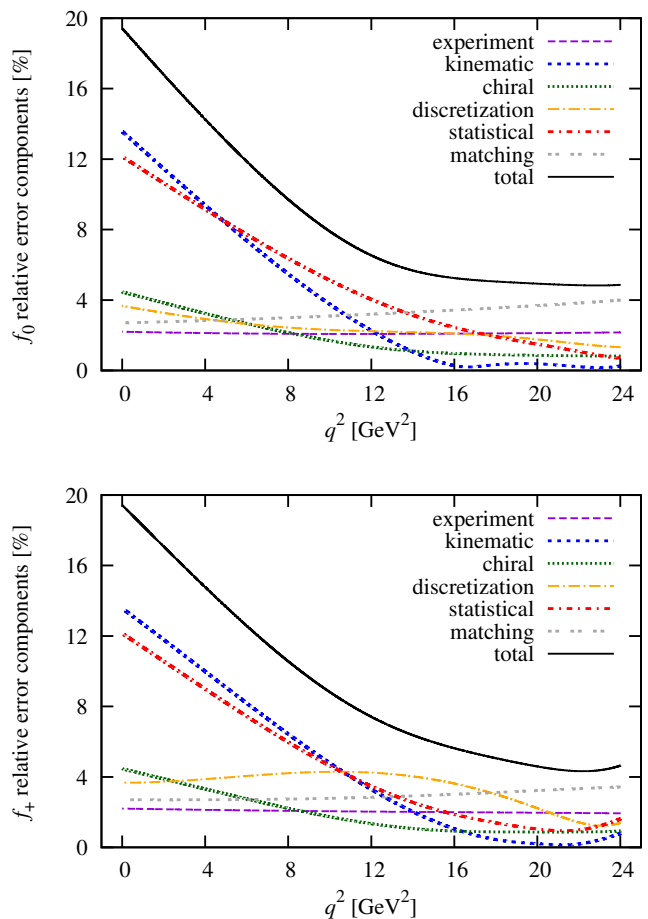 f₀ relative error components [%]
20
16
12
8
4
0
experiment
kinematic
chiral
discretization
statistical
matching
total
0 4 8 12 16 20 24
q² [GeV²]
f₊ relative error components [%]
20
16
12
8
4
0
experiment
kinematic
chiral
discretization
statistical
matching
total
0 4 8 12 16 20 24
q² [GeV²]